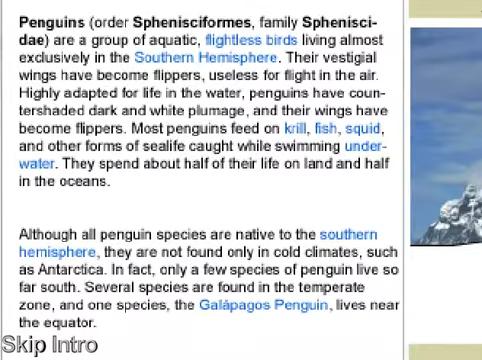 Penguins (order Sphenisciformes, family Sphenisci-
dae) are a group of aquatic, flightless birds living almost
exclusively in the Southern Hemisphere. Their vestigial
wings have become flippers, useless for flight in the air.
Highly adapted for life in the water, penguins have coun-
tershaded dark and white plumage, and their wings have
become flippers. Most penguins feed on krill, fish, squid,
and other forms of sealife caught while swimming under-
water. They spend about half of their life on land and half
in the oceans.
Although all penguin species are native to the southern
hemisphere, they are not found only in cold climates, such
as Antarctica. In fact, only a few species of penguin live so
far south. Several species are found in the temperate
zone, and one species, the Galápagos Penguin, lives near
the equator.
Skip Intro